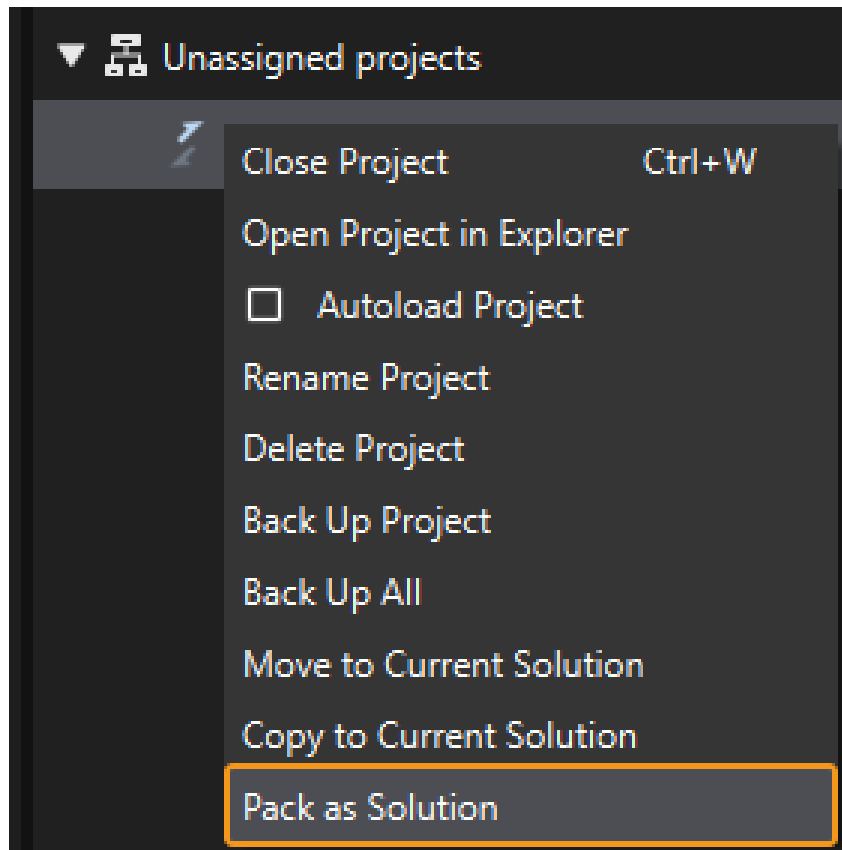 Unassigned projects
Close Project Ctrl+W
Open Project in Explorer
Autoload Project
Rename Project
Delete Project
Back Up Project
Back Up All
Move to Current Solution
Copy to Current Solution
Pack as Solution